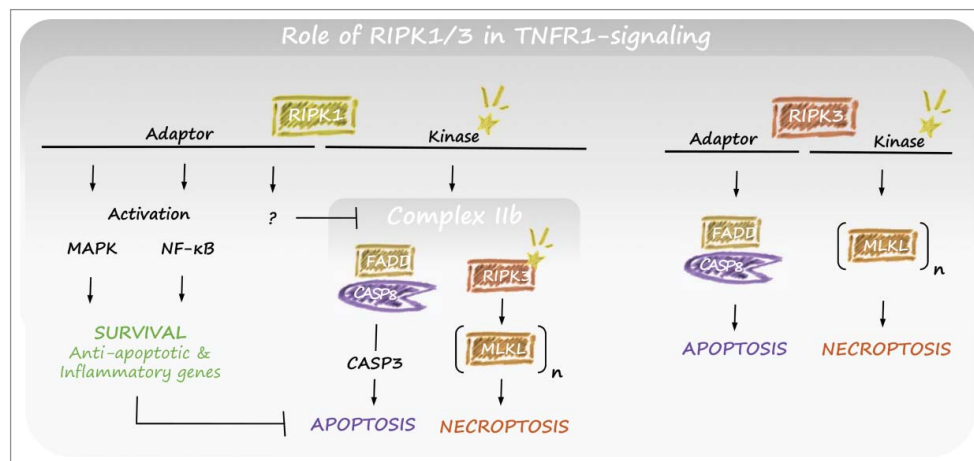 Role of RIPK1/3 in TNFR1-signaling
RIPK1
Adaptor
Kinase
Activation
MAPK
NF-κB
?
SURVIVAL
Anti-apoptotic &
Inflammatory genes
Complex IIb
FADD
CASP8
CASP3
APOPTOSIS
RIPK3
MLKL
n
NECROPTOSIS
RIPK3
Adaptor
Kinase
FADD
CASP8
APOPTOSIS
MLKL
n
NECROPTOSIS